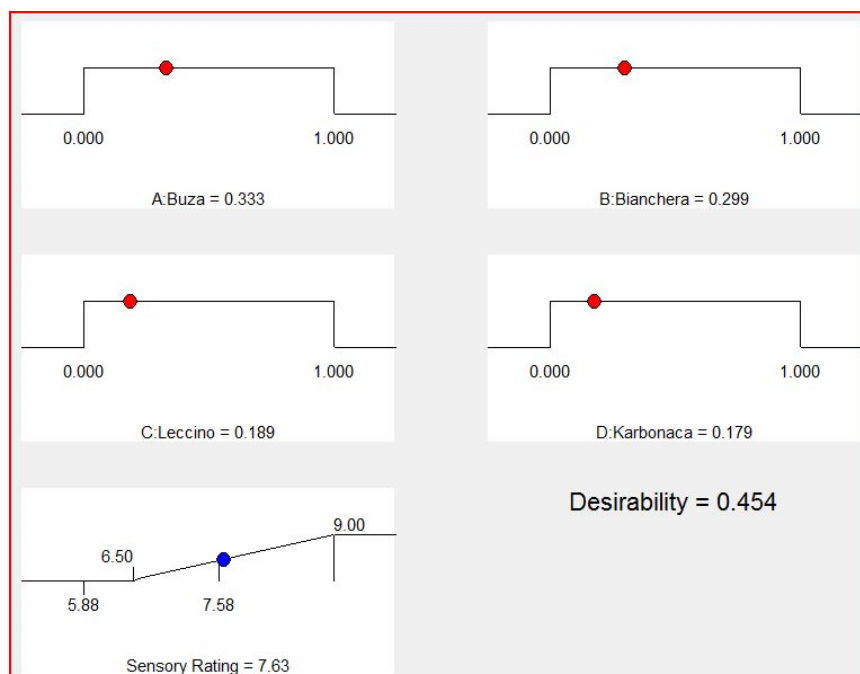 0.000 1.000
A:Buza = 0.333
0.000 1.000
B:Bianchera = 0.299
0.000 1.000
C:Leccino = 0.189
0.000 1.000
D:Karbonaca = 0.179
9.00
6.50
5.88 7.58
Sensory Rating = 7.63
Desirability = 0.454